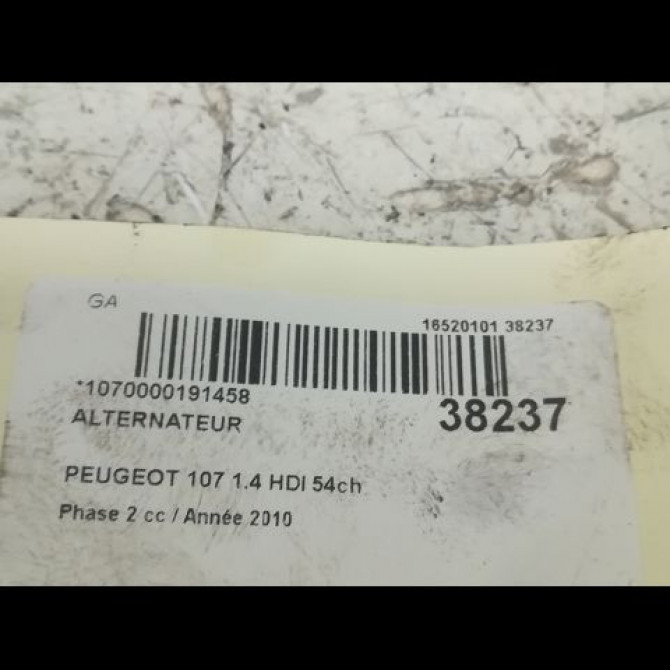 GA
16520101 38237
*1070000191458
38237
ALTERNATEUR
PEUGEOT 107 1.4 HDI 54ch
Phase 2 cc / Année 2010